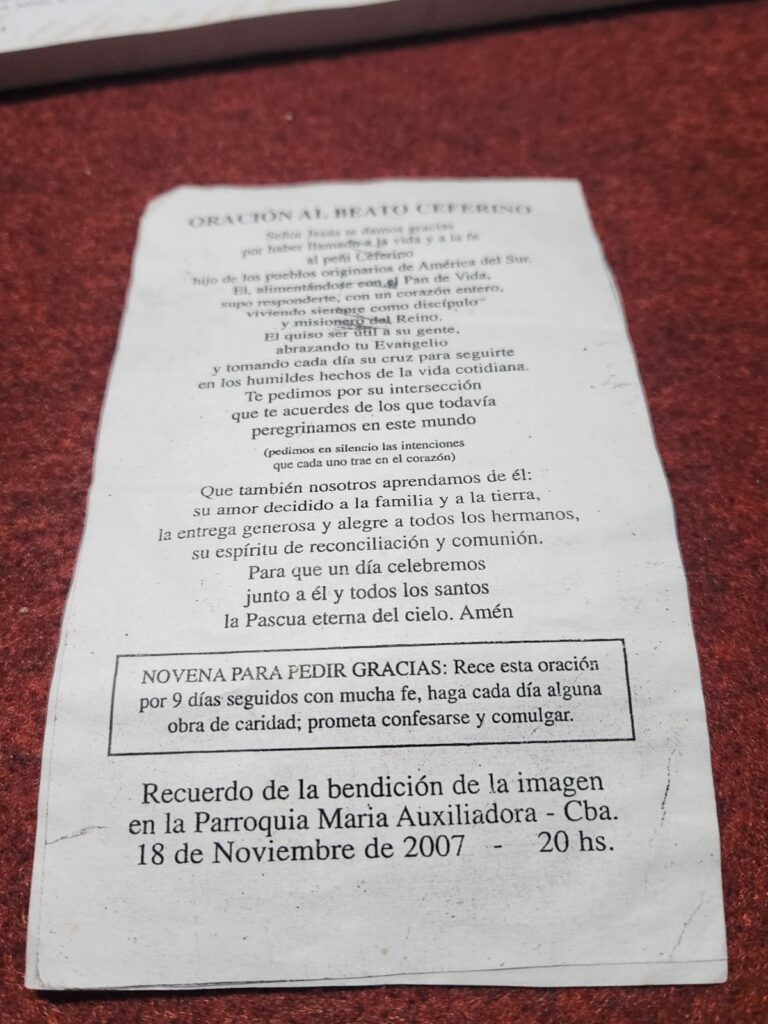 ORACIÓN AL BEATO CEFERINO
Señor Jesús te damos gracias
por haber llamado a la vida y a la fe
al peñi Ceferino
hijo de los pueblos originarios de América del Sur.
El, alimentándose con el Pan de Vida,
supo responderte, con un corazón entero,
viviendo siempre como discípulo
y misionero del Reino.
El quiso ser útil a su gente,
abrazando tu Evangelio
y tomando cada día su cruz para seguirte
en los humildes hechos de la vida cotidiana.
Te pedimos por su intersección
que te acuerdes de los que todavía
peregrinamos en este mundo
(pedimos en silencio las intenciones
que cada uno trae en el corazón)
Que también nosotros aprendamos de él:
su amor decidido a la familia y a la tierra,
la entrega generosa y alegre a todos los hermanos,
su espíritu de reconciliación y comunión.
Para que un día celebremos
junto a él y todos los santos
la Pascua eterna del cielo. Amén
NOVENA PARA PEDIR GRACIAS: Rece esta oración
por 9 días seguidos con mucha fe, haga cada día alguna
obra de caridad; prometa confesarse y comulgar.
Recuerdo de la bendición de la imagen
en la Parroquia Maria Auxiliadora - Cba.
18 de Noviembre de 2007 - 20 hs.